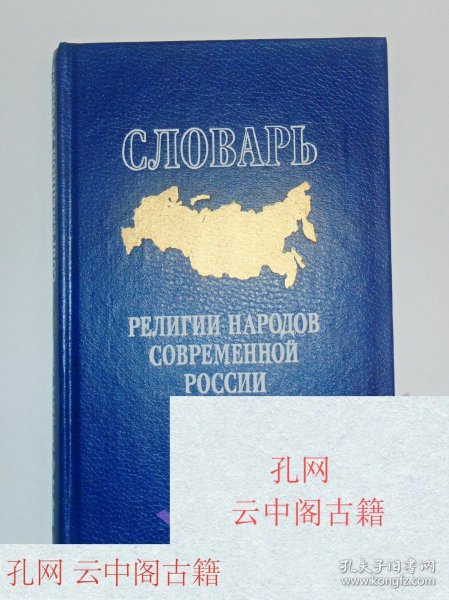 СЛОВАРЬ
РЕЛИГИИ НАРОДОВ
СОВРЕМЕННОЙ
РОССИИ
孔网
云中阁古籍
孔网 云中阁古籍
孔夫子旧书网
www.kongfz.com